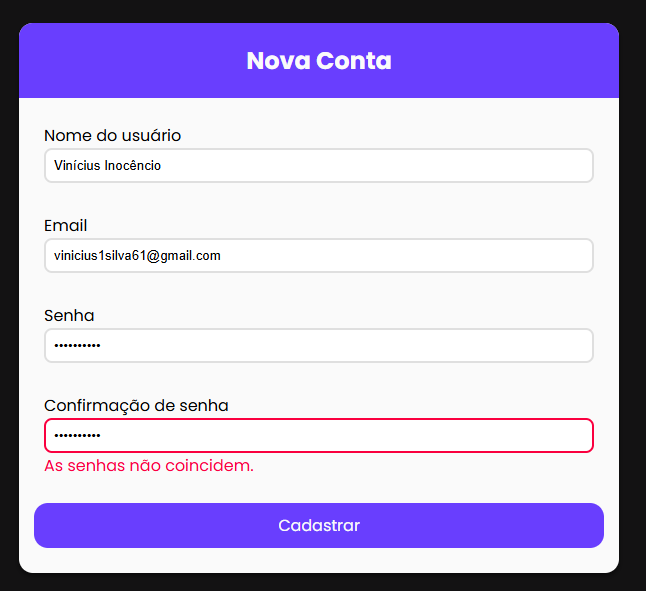 Nova Conta
Nome do usuário
Vinícius Inocêncio
Email
vinicius1silva61@gmail.com
Senha
••••••••••
Confirmação de senha
••••••••••
As senhas não coincidem.
Cadastrar